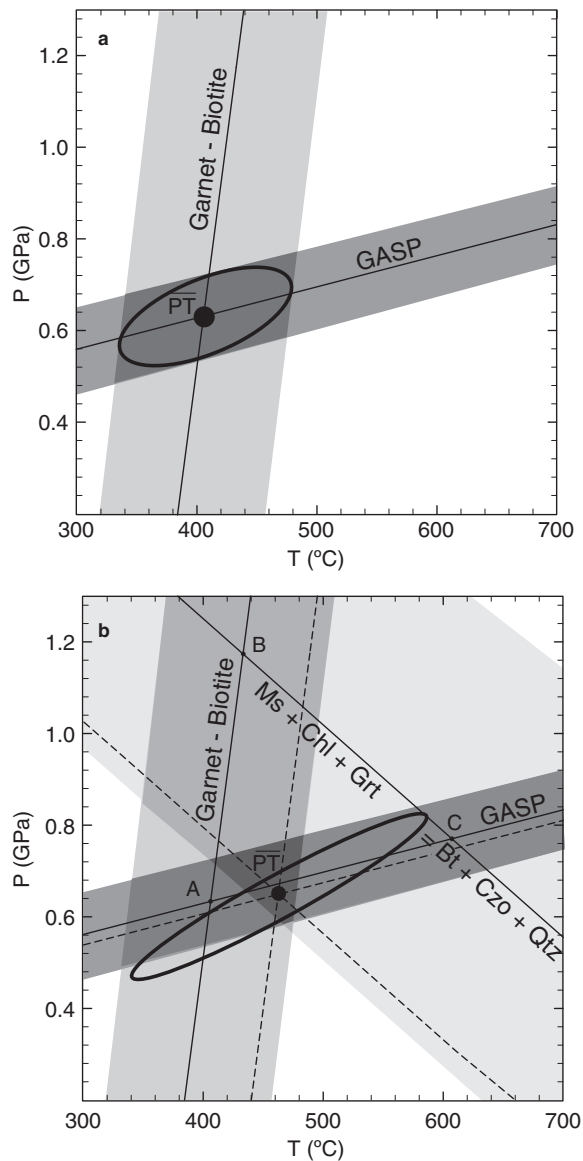 a
1.2
1.0
0.8
0.6
0.4
P (GPa)
Garnet - Biotite
GASP
PT
300 400 500 600 700
T (ºC)
b
1.2
1.0
0.8
0.6
0.4
P (GPa)
B
Garnet - Biotite
Ms + Chl + Grt
= Bt + Czo + Qtz
C
GASP
PT
A
300 400 500 600 700
T (ºC)